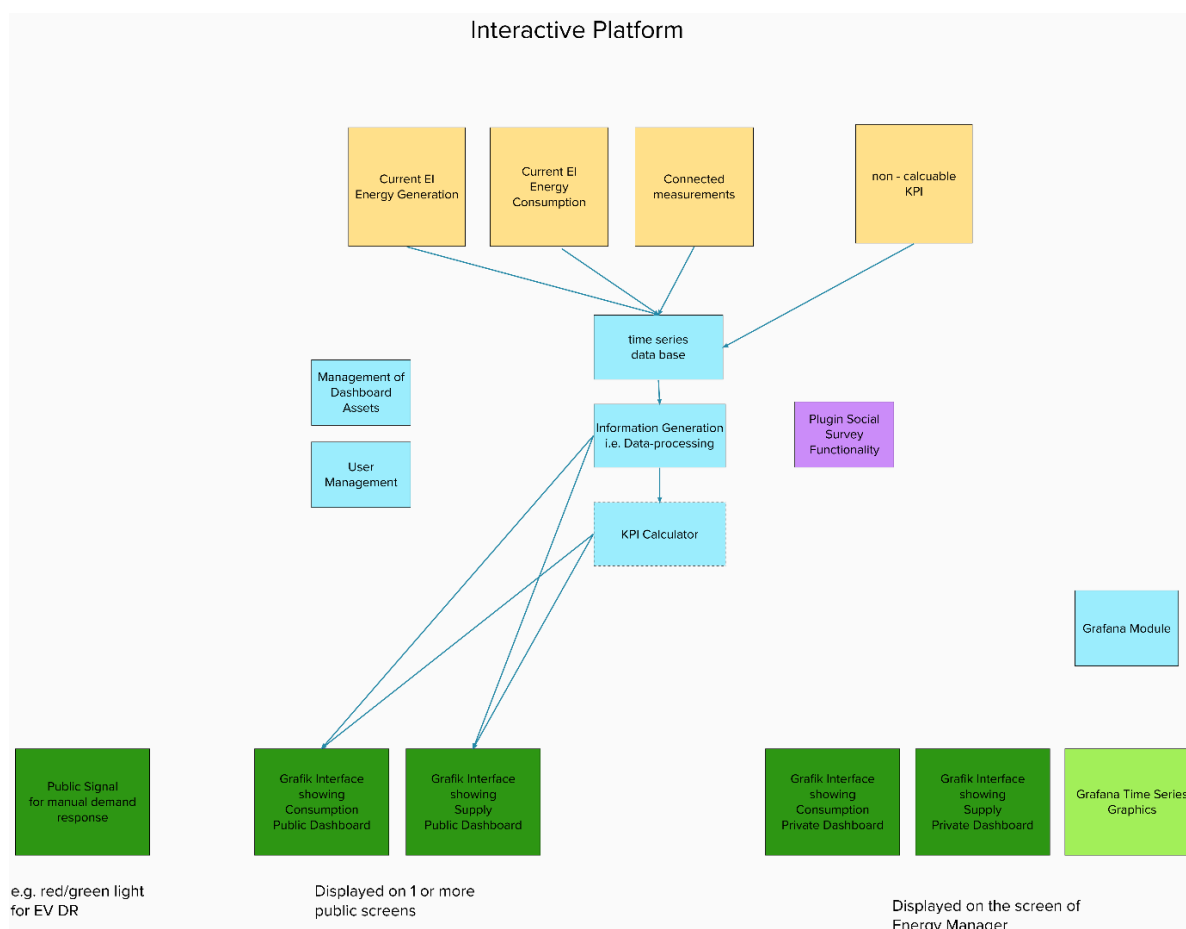 Interactive Platform
Current EI
Energy Generation
Current EI
Energy
Consumption
Connected
measurements
non - calcuable
KPI
time series
data base
Management of
Dashboard
Assets
Information Generation
i.e. Data-processing
Plugin Social
Survey
Functionality
User
Management
KPI Calculator
Grafana Module
Public Signal
for manual demand
response
Grafik Interface
showing
Consumption
Public Dashboard
Grafik Interface
showing
Supply
Public Dashboard
Grafik Interface
showing
Consumption
Private Dashboard
Grafik Interface
showing
Supply
Private Dashboard
Grafana Time Series
Graphics
e.g. red/green light
for EV DR
Displayed on 1 or more
public screens
Displayed on the screen of
Energy Manager